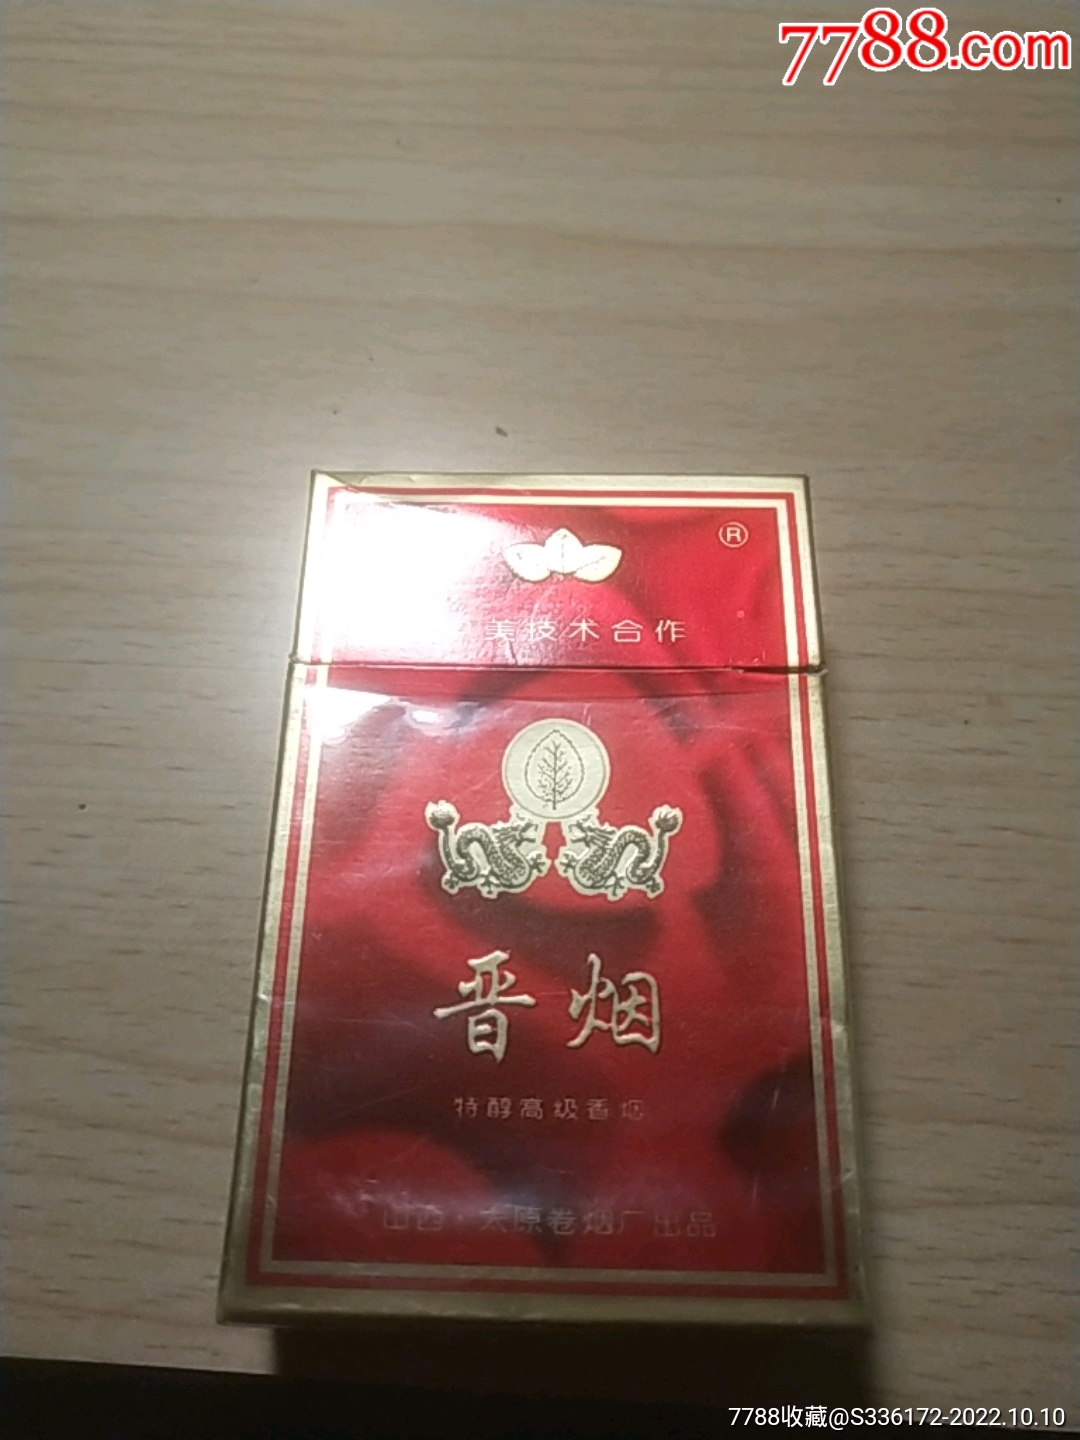 7788.com
®
美技术合作
晋烟
特醇高级香烟
山西·太原卷烟厂出品
7788收藏@S336172-2022.10.10